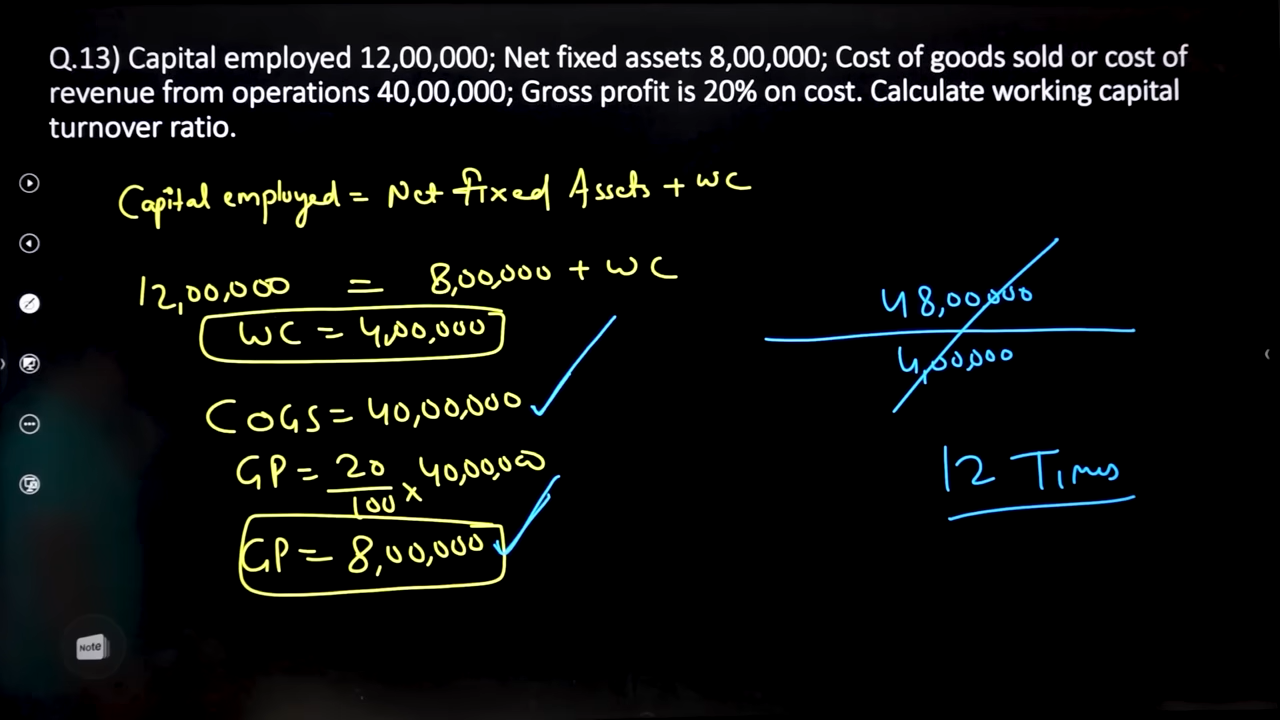 Q.13) Capital employed 12,00,000; Net fixed assets 8,00,000; Cost of goods sold or cost of
revenue from operations 40,00,000; Gross profit is 20% on cost. Calculate working capital
turnover ratio.
Capital employed = Net Fixed Assets + WC
12,00,000 = 8,00,000 + WC
WC = 4,00,000
COGS = 40,00,000
GP = 20/100 × 40,00,000
GP = 8,00,000
48,00,000
4,00,000
12 Times
Note